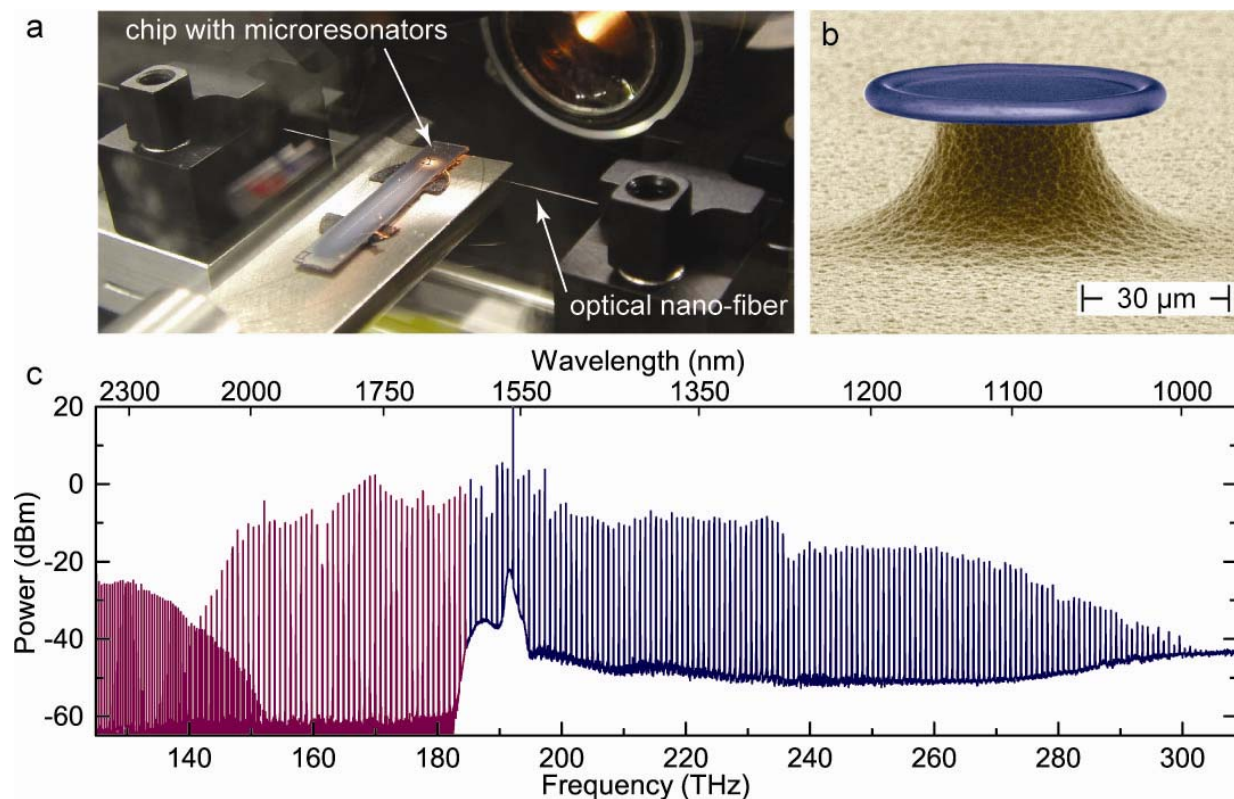 a
chip with microresonators
optical nano-fiber
b
30 µm
c
Wavelength (nm)
2300 2000 1750 1550 1350 1200 1100 1000
Power (dBm)
20
0
-20
-40
-60
140 160 180 200 220 240 260 280 300
Frequency (THz)